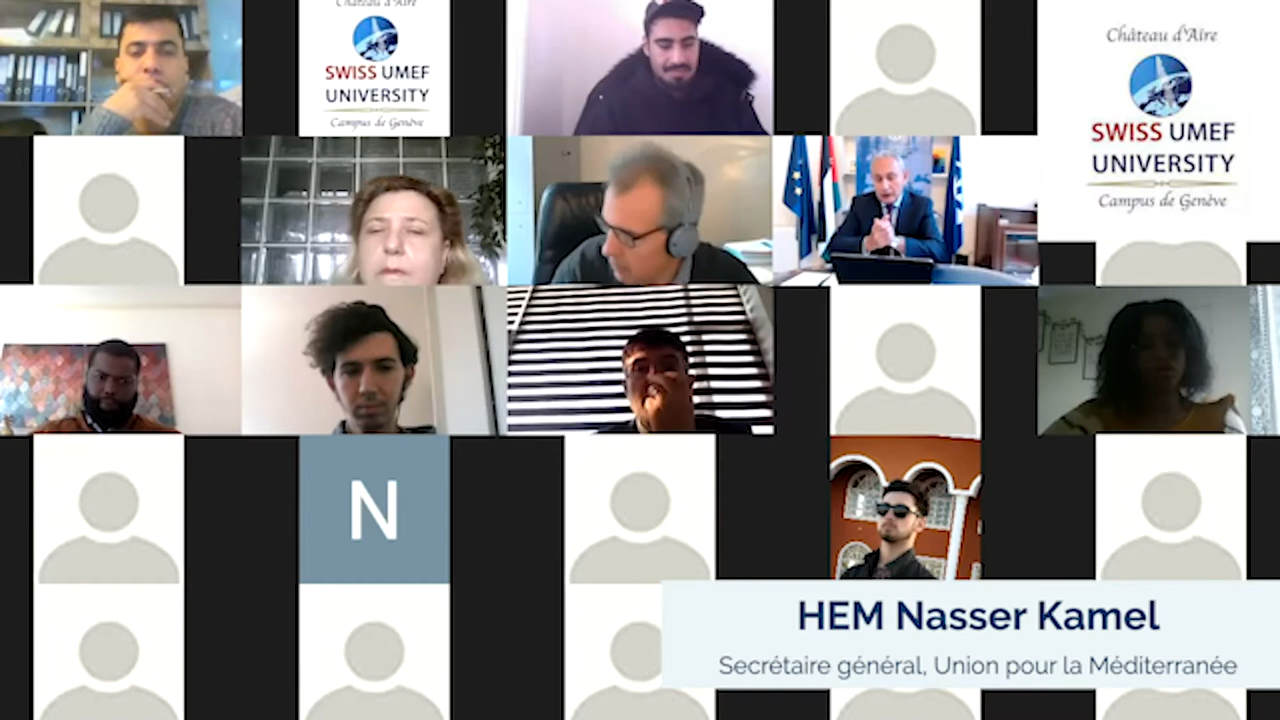 Château d'Aire
SWISS UMEF
UNIVERSITY
Campus de Genève
Château d'Aire
SWISS UMEF
UNIVERSITY
Campus de Genève
N
HEM Nasser Kamel
Secrétaire général, Union pour la Méditerranée